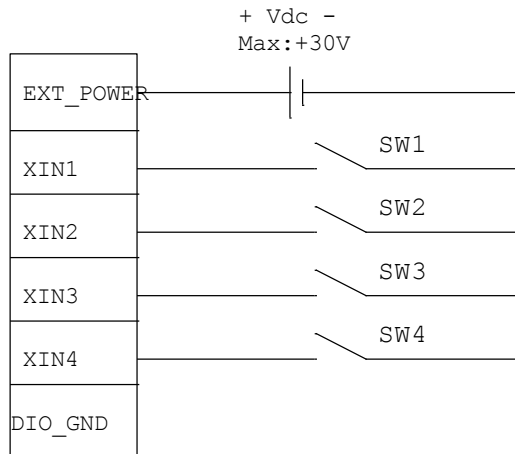 + Vdc -
Max:+30V
EXT_POWER
SW1
XIN1
SW2
XIN2
SW3
XIN3
SW4
XIN4
DIO_GND